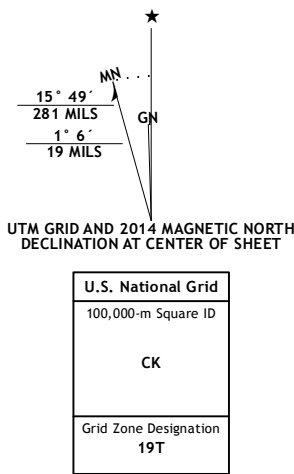 MN
GN
15° 49´
281 MILS
1° 6´
19 MILS
UTM GRID AND 2014 MAGNETIC NORTH
DECLINATION AT CENTER OF SHEET
U.S. National Grid
100,000-m Square ID
CK
Grid Zone Designation
19T